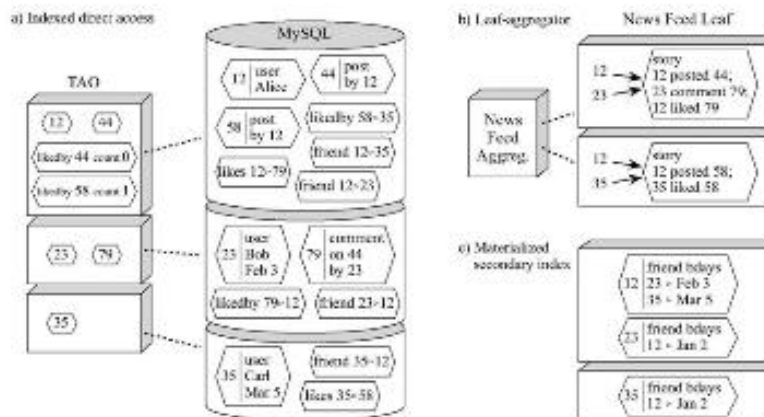 a) Indexed direct access
TAO
12
44
likedby 44 count 0
likedby 58 count 1
23
79
35
MySQL
12
user
Alice
44
post
by 12
58
post
by 12
likedby 58→35
friend 12→35
likes 12→79
friend 12→23
23
user
Bob
Feb 3
79
comment
on 44
by 23
likedby 79→12
friend 23→12
35
user
Carl
Mar 5
friend 35→12
likes 35→58
b) Leaf-aggregator
News Feed Leaf
News
Feed
Aggreg.
12
23
story
12 posted 44;
23 comment 79;
12 liked 79
12
35
story
12 posted 58;
35 liked 58
c) Materialized
secondary index
12
friend bdays
23 → Feb 3
35 → Mar 5
23
friend bdays
12 → Jan 2
35
friend bdays
12 → Jan 2